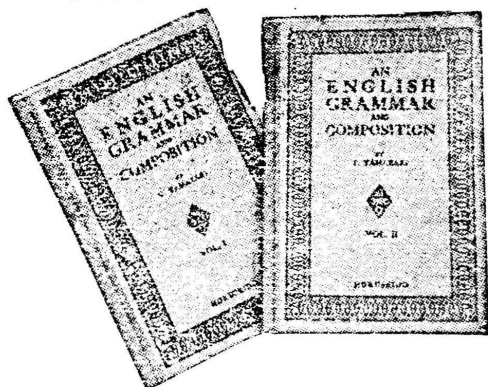 AN
ENGLISH
GRAMMAR
AND
COMPOSITION
BY
VOL. I
AN
ENGLISH
GRAMMAR
AND
COMPOSITION
BY
VOL. II